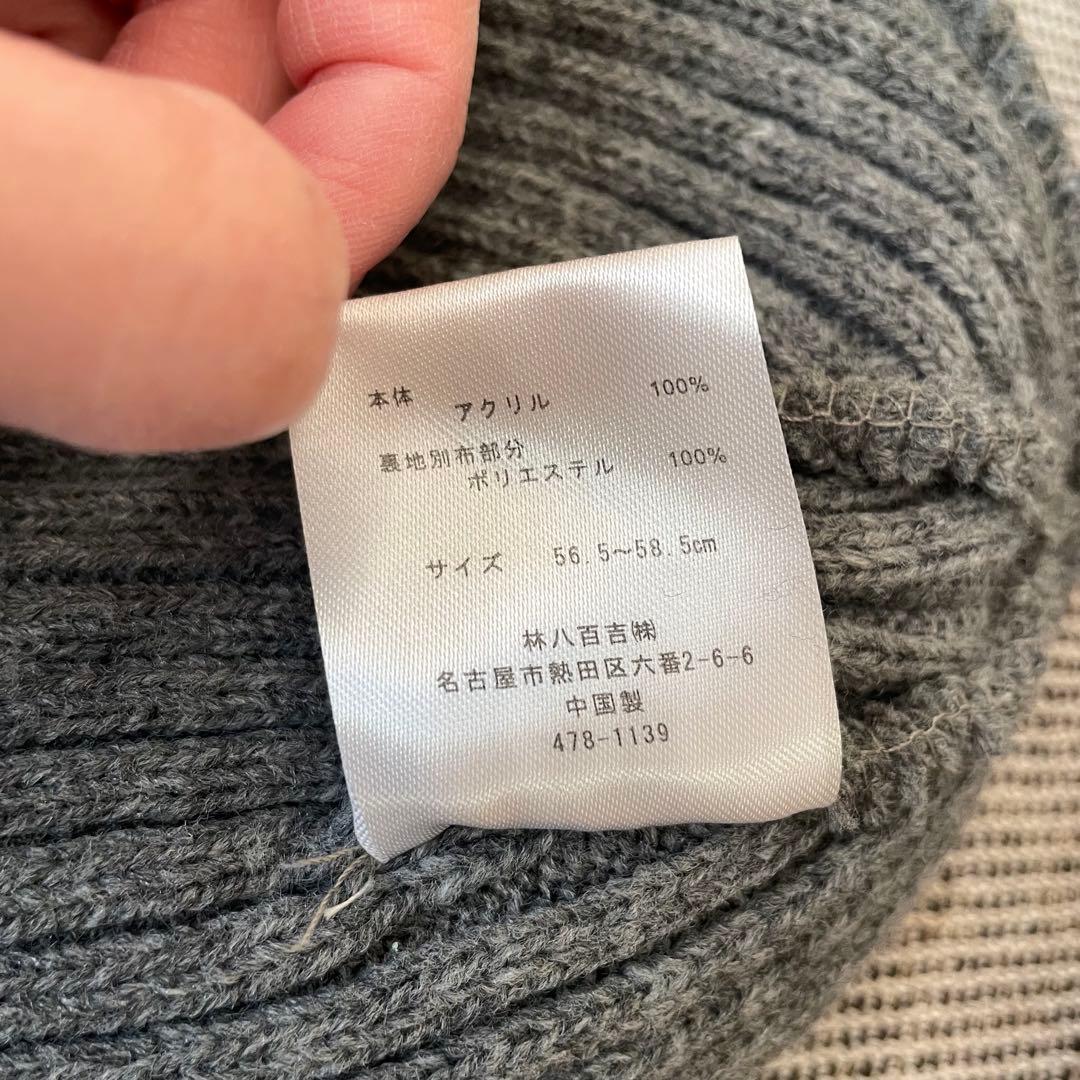 本体 アクリル 100%
裏地別布部分
ポリエステル 100%
サイズ 56.5～58.5cm
林八百吉㈱
名古屋市熱田区六番2-6-6
中国製
478-1139